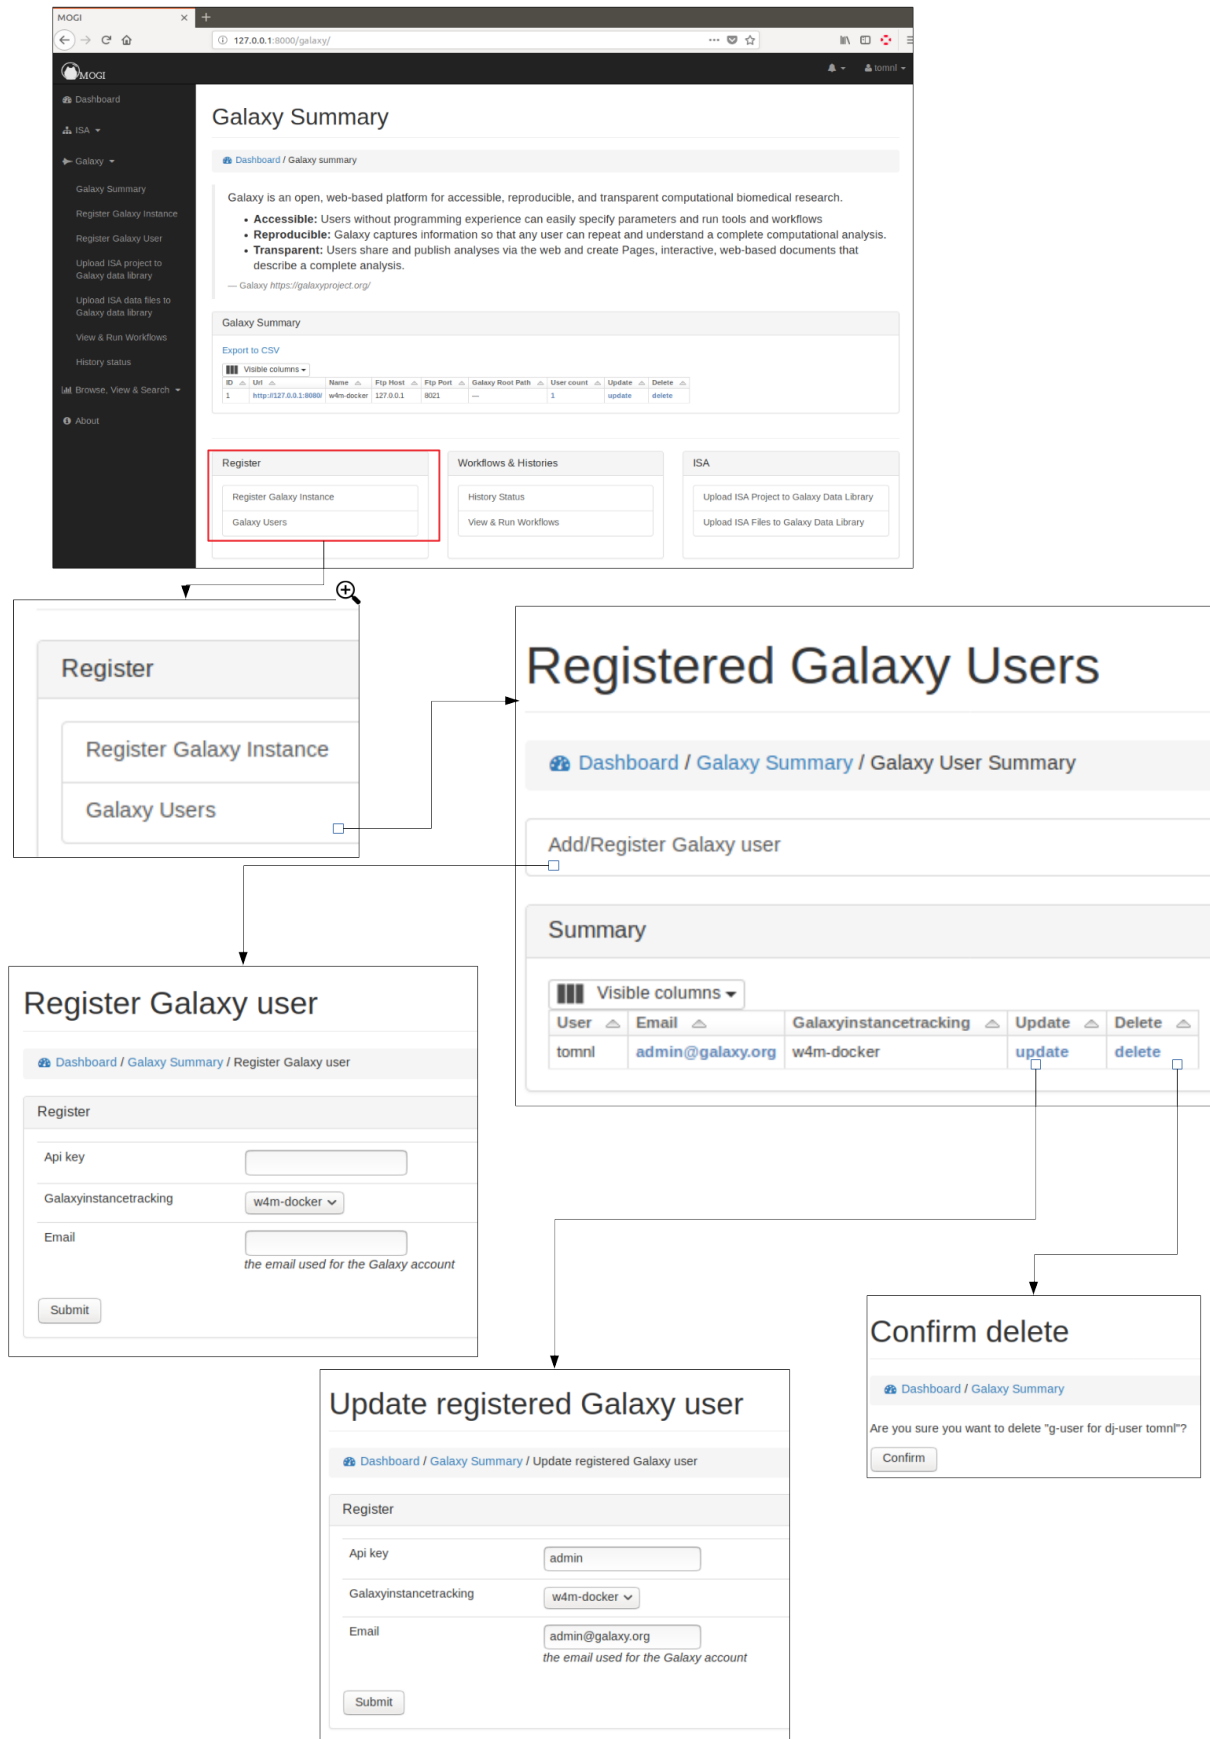 MOGI
127.0.0.1:8000/galaxy/
MOGI
tomnl
Dashboard
ISA
Galaxy
Galaxy Summary
Register Galaxy Instance
Register Galaxy User
Upload ISA project to
Galaxy data library
Upload ISA data files to
Galaxy data library
View & Run Workflows
History status
Browse, View & Search
About
Galaxy Summary
Dashboard / Galaxy summary
Galaxy is an open, web-based platform for accessible, reproducible, and transparent computational biomedical research.
• Accessible: Users without programming experience can easily specify parameters and run tools and workflows
• Reproducible: Galaxy captures information so that any user can repeat and understand a complete computational analysis.
• Transparent: Users share and publish analyses via the web and create Pages, interactive, web-based documents that
describe a complete analysis.
— Galaxy https://galaxyproject.org/
Galaxy Summary
Export to CSV
Visible columns
ID Url Name Ftp Host Ftp Port Galaxy Root Path User count Update Delete
1 http://127.0.0.1:8080/ w4m-docker 127.0.0.1 8021 — 1 update delete
Register
Register Galaxy Instance
Galaxy Users
Workflows & Histories
History Status
View & Run Workflows
ISA
Upload ISA Project to Galaxy Data Library
Upload ISA Files to Galaxy Data Library
Register
Register Galaxy Instance
Galaxy Users
Registered Galaxy Users
Dashboard / Galaxy Summary / Galaxy User Summary
Add/Register Galaxy user
Summary
Visible columns
User Email Galaxyinstancetracking Update Delete
tomnl admin@galaxy.org w4m-docker update delete
Register Galaxy user
Dashboard / Galaxy Summary / Register Galaxy user
Register
Api key
Galaxyinstancetracking w4m-docker
Email
the email used for the Galaxy account
Submit
Confirm delete
Dashboard / Galaxy Summary
Are you sure you want to delete "g-user for dj-user tomnl"?
Confirm
Update registered Galaxy user
Dashboard / Galaxy Summary / Update registered Galaxy user
Register
Api key admin
Galaxyinstancetracking w4m-docker
Email admin@galaxy.org
the email used for the Galaxy account
Submit